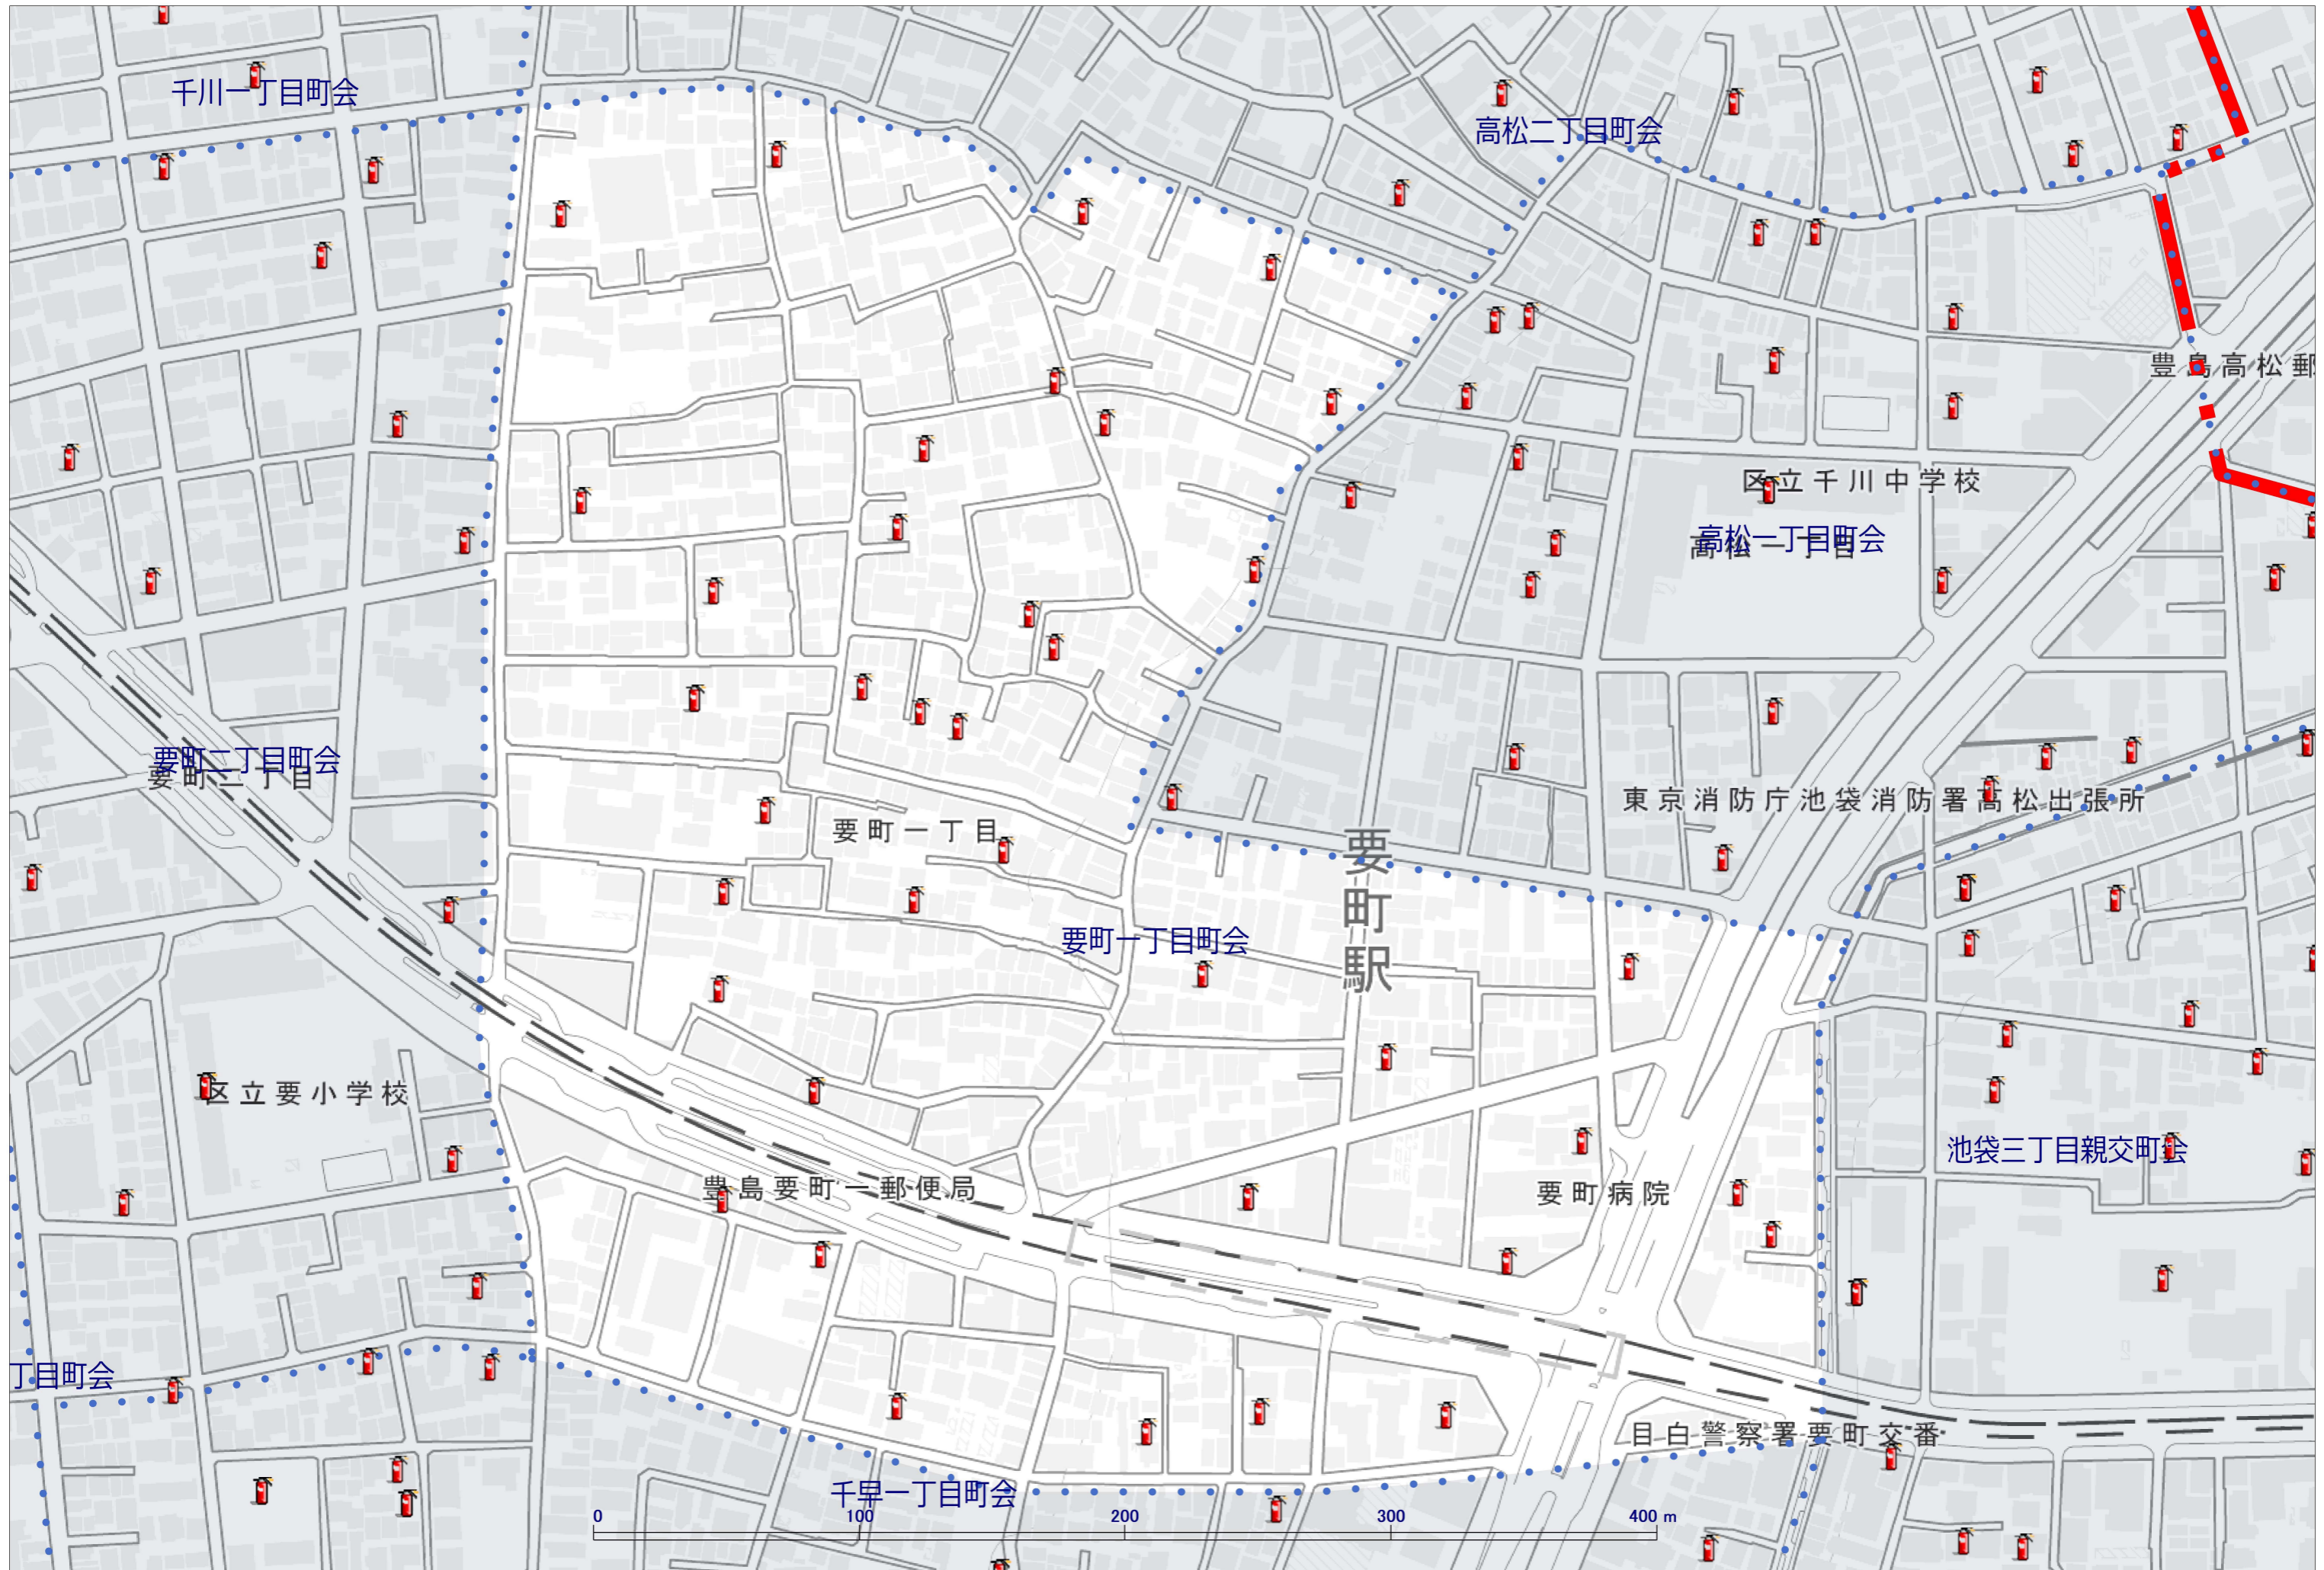 千川一丁目町会
高松二丁目町会
豊島高松郵
区立千川中学校
高松一丁目
高松一丁目町会
要町二丁目町会
要町二丁目
東京消防庁池袋消防署高松出張所
要町一丁目
要町駅
要町一丁目町会
区立要小学校
池袋三丁目親交町会
豊島要町一郵便局
要町病院
丁目町会
目白警察署要町交番
千早一丁目町会
0 100 200 300 400 m